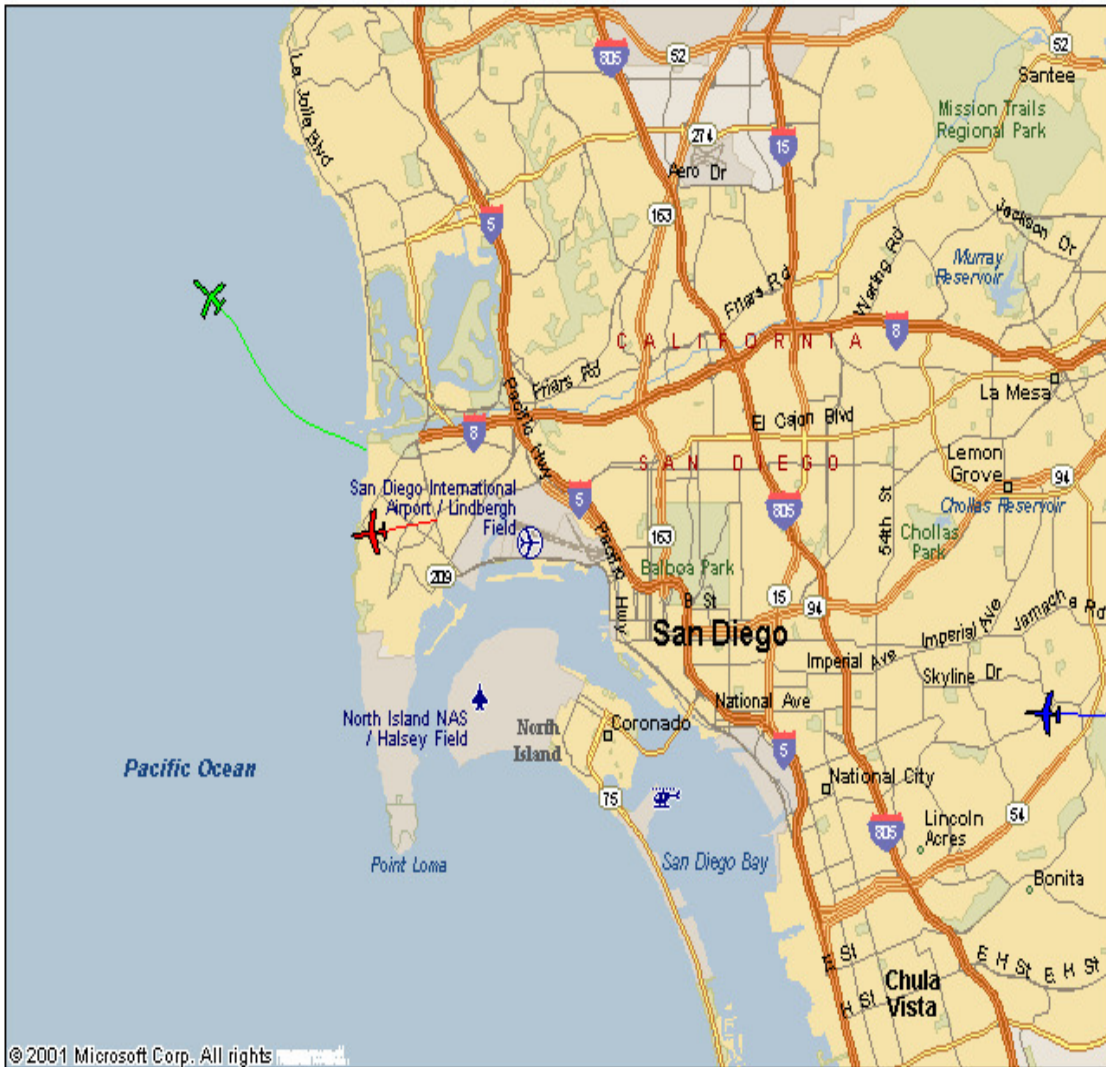 805
52
52
Santee
La Jolla Blvd
Mission Trails
Regional Park
274
15
Aero Dr
163
5
Jackson Dr
Waring Rd
Murray
Reservoir
Friars Rd
8
CALIFORNIA
Friars Rd
La Mesa
Pacific Hwy
El Cajon Blvd
8
SAN DIEGO
Lemon
Grove
94
San Diego International
Airport / Lindbergh
Field
5
805
54th St
Chollas Reservoir
Chollas
Park
163
Pacific Hwy
Balboa Park
209
B St
15
94
Jamacha Rd
San Diego
Imperial Ave
Imperial Ave
Skyline Dr
National Ave
North Island NAS
/ Halsey Field
North
Island
Coronado
5
Pacific Ocean
National City
75
54
Lincoln
Acres
805
Point Loma
San Diego Bay
Bonita
E St
E H St
E H St
H St
Chula
Vista
© 2001 Microsoft Corp. All rights